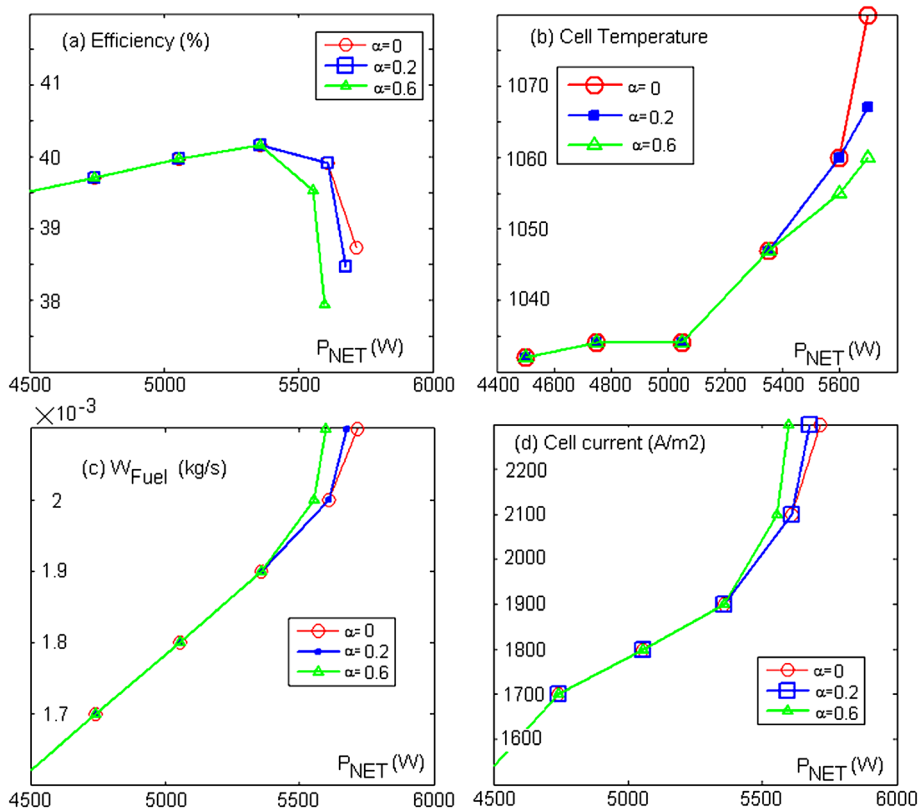 (a) Efficiency (%)
α=0
α=0.2
α=0.6
41
40
39
38
P_NET (W)
4500 5000 5500 6000
(b) Cell Temperature
α=0
α=0.2
α=0.6
1070
1060
1050
1040
P_NET (W)
4400 4600 4800 5000 5200 5400 5600
×10^-3
(c) W_Fuel (kg/s)
2
1.9
1.8
1.7
α=0
α=0.2
α=0.6
P_NET (W)
4500 5000 5500 6000
(d) Cell current (A/m2)
2200
2100
2000
1900
1800
1700
1600
α=0
α=0.2
α=0.6
P_NET (W)
4500 5000 5500 6000